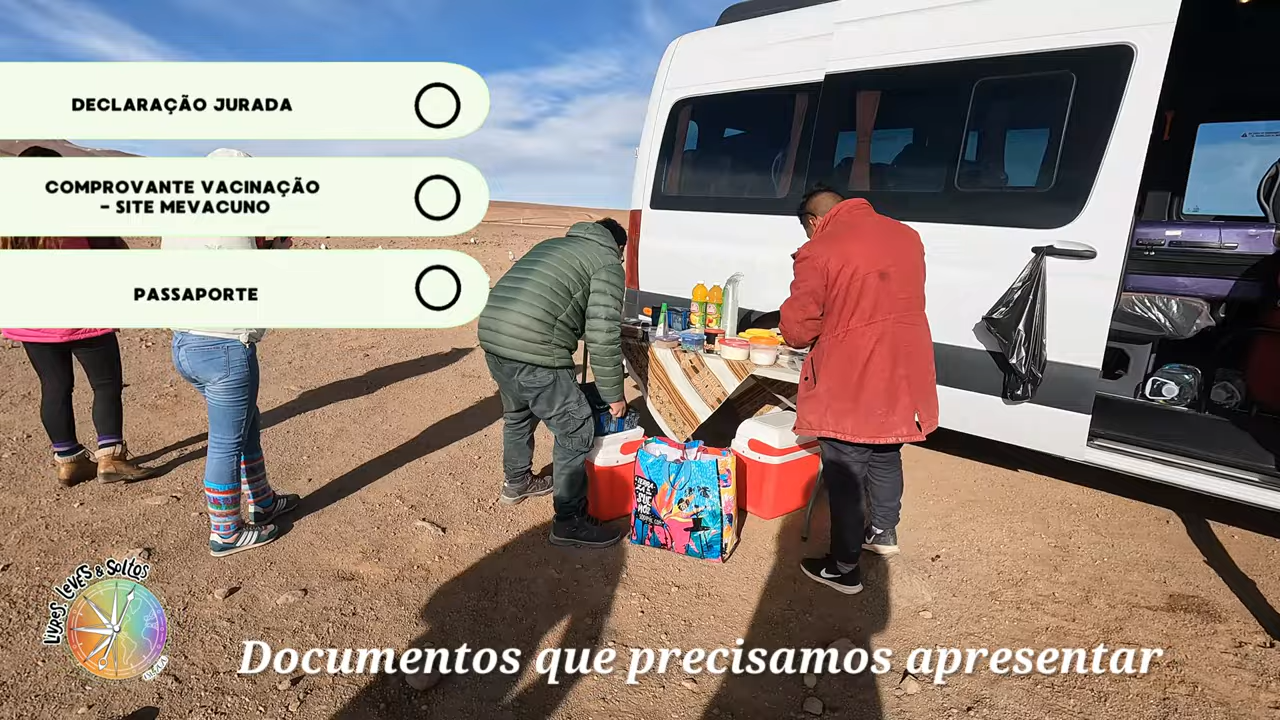 DECLARAÇÃO JURADA
COMPROVANTE VACINAÇÃO
- SITE MEVACUNO
PASSAPORTE
LIVRES, LEVES & SOLTOS
Documentos que precisamos apresentar